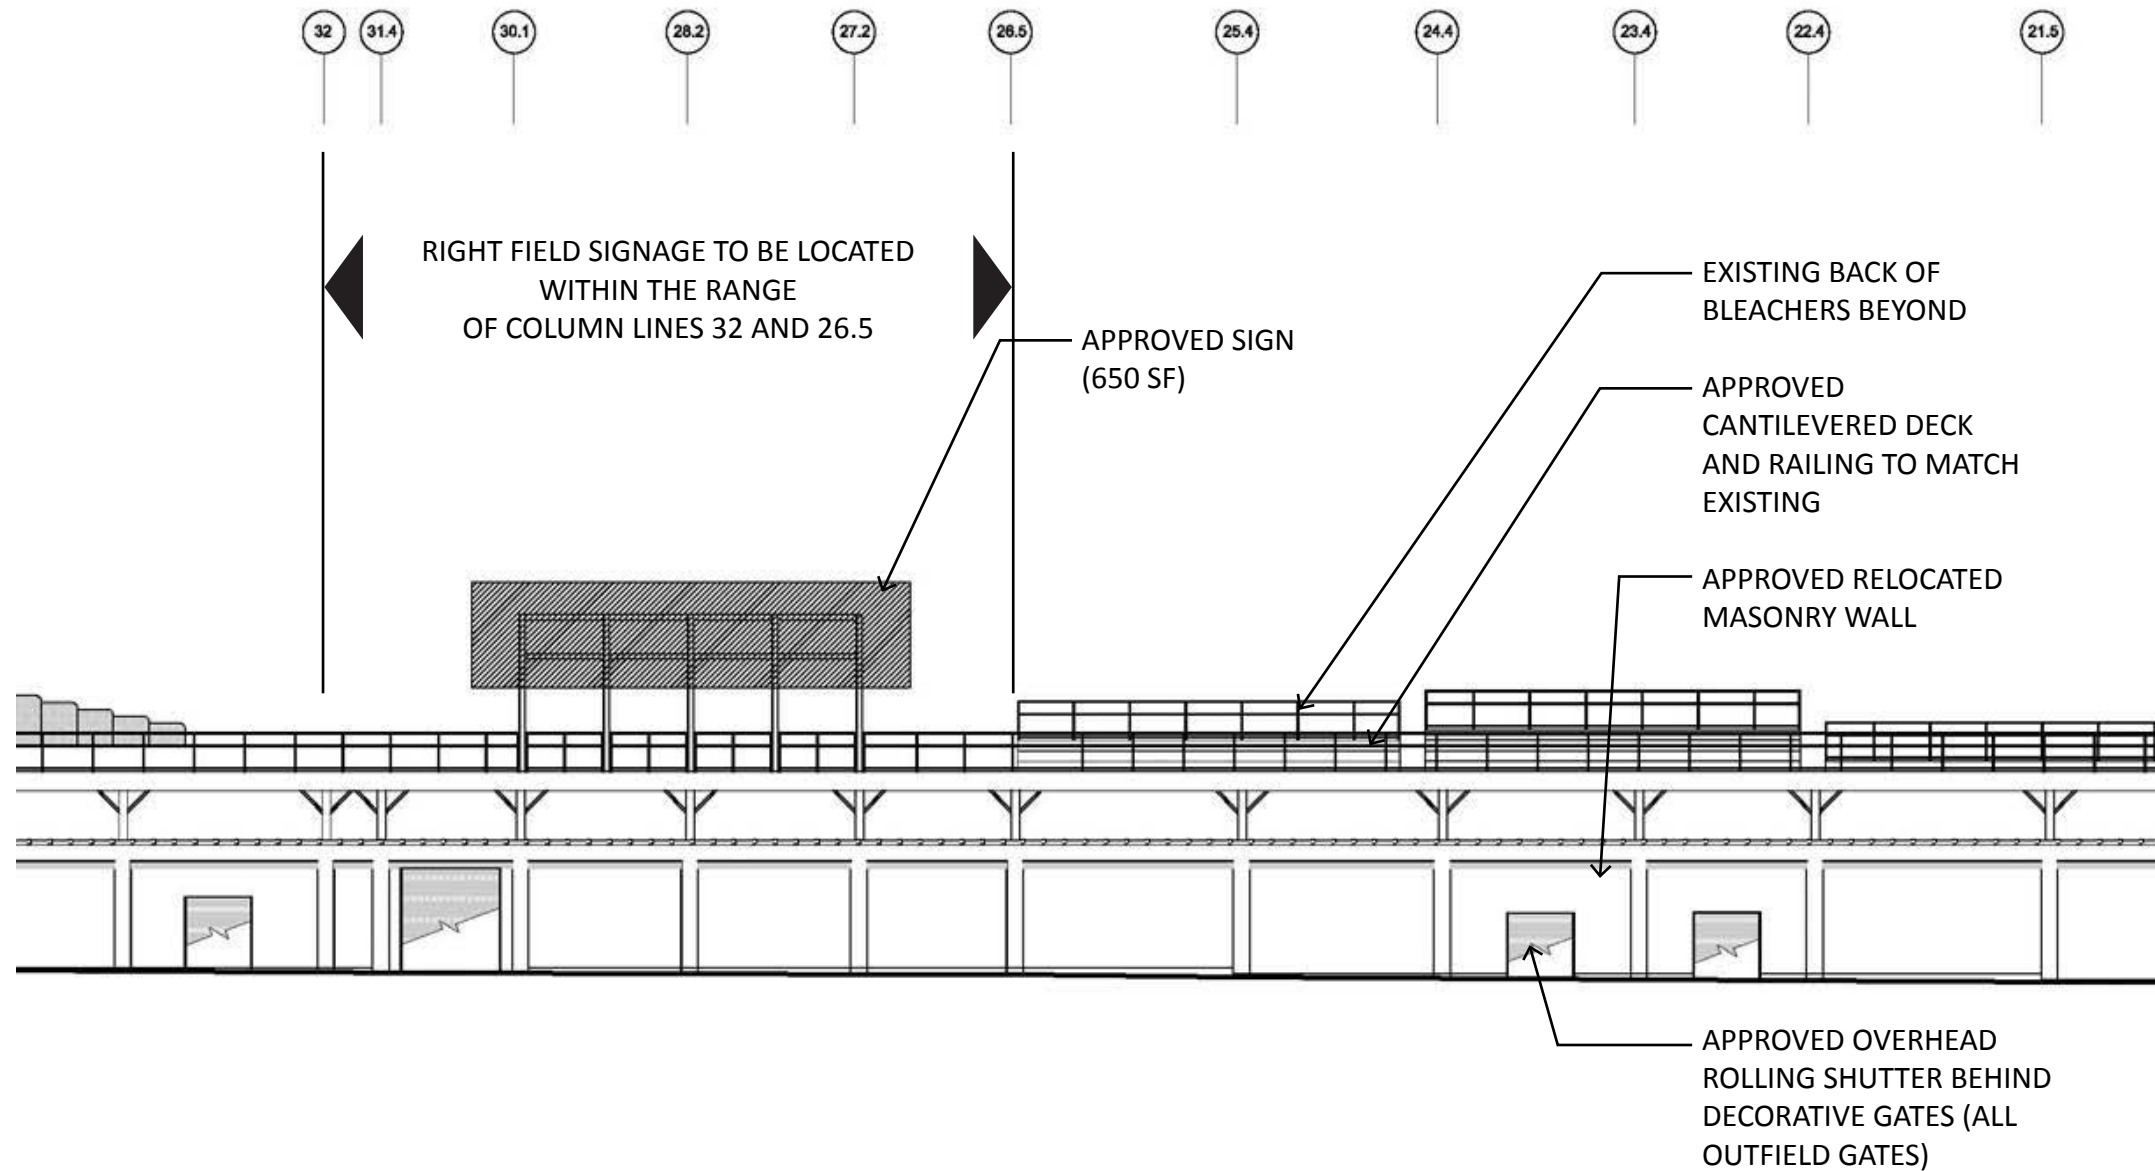 32 31.4 30.1 28.2 27.2 26.5 25.4 24.4 23.4 22.4 21.5
RIGHT FIELD SIGNAGE TO BE LOCATED
WITHIN THE RANGE
OF COLUMN LINES 32 AND 26.5
APPROVED SIGN
(650 SF)
EXISTING BACK OF
BLEACHERS BEYOND
APPROVED
CANTILEVERED DECK
AND RAILING TO MATCH
EXISTING
APPROVED RELOCATED
MASONRY WALL
APPROVED OVERHEAD
ROLLING SHUTTER BEHIND
DECORATIVE GATES (ALL
OUTFIELD GATES)